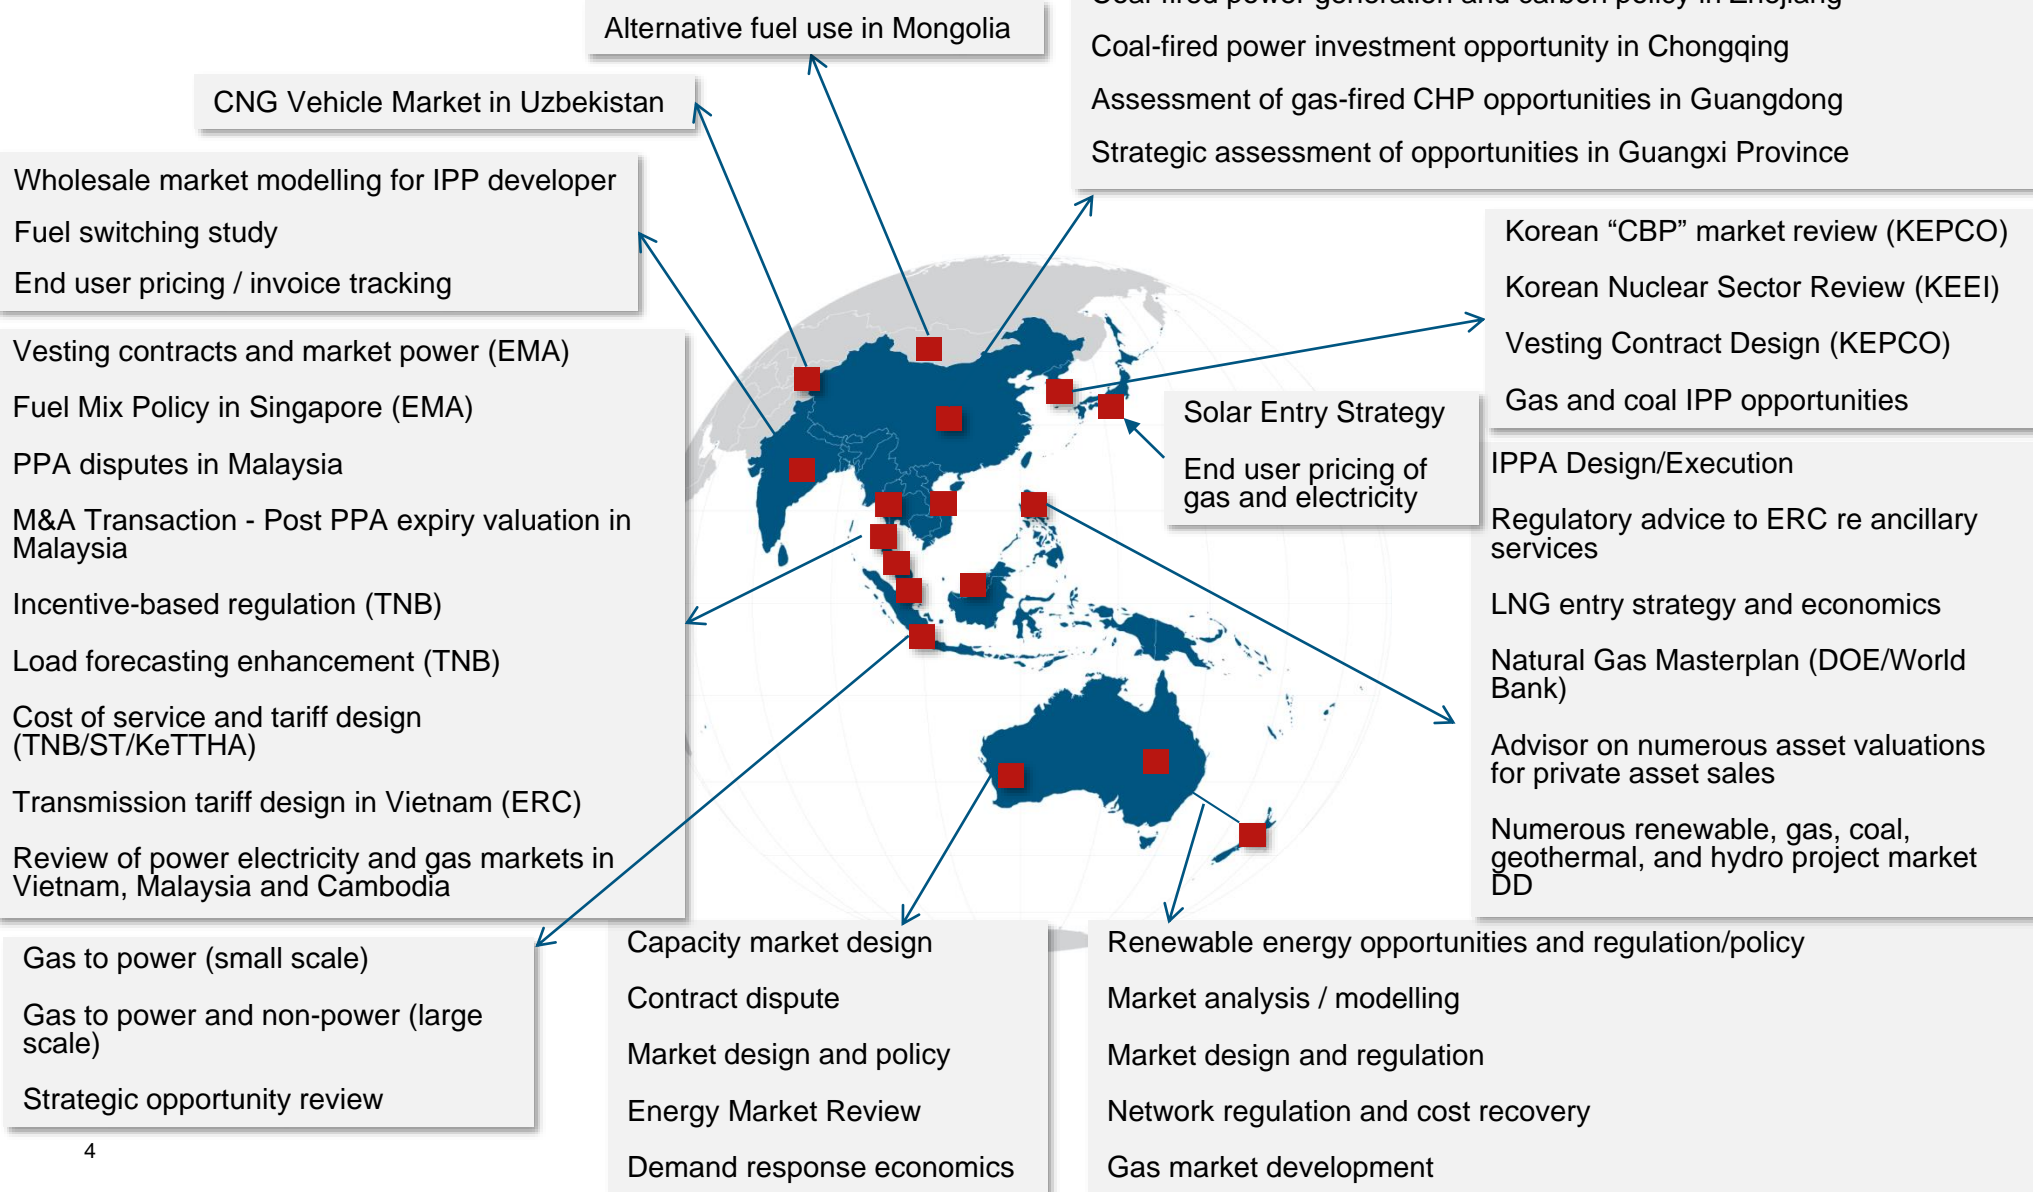 Alternative fuel use in Mongolia
Coal-fired power generation and carbon policy in Zhejiang
Coal-fired power investment opportunity in Chongqing
Assessment of gas-fired CHP opportunities in Guangdong
Strategic assessment of opportunities in Guangxi Province
CNG Vehicle Market in Uzbekistan
Wholesale market modelling for IPP developer
Fuel switching study
End user pricing / invoice tracking
Korean “CBP” market review (KEPCO)
Korean Nuclear Sector Review (KEEI)
Vesting Contract Design (KEPCO)
Gas and coal IPP opportunities
Vesting contracts and market power (EMA)
Fuel Mix Policy in Singapore (EMA)
PPA disputes in Malaysia
M&A Transaction - Post PPA expiry valuation in
Malaysia
Incentive-based regulation (TNB)
Load forecasting enhancement (TNB)
Cost of service and tariff design
(TNB/ST/KeTTHA)
Transmission tariff design in Vietnam (ERC)
Review of power electricity and gas markets in
Vietnam, Malaysia and Cambodia
Solar Entry Strategy
End user pricing of
gas and electricity
IPPA Design/Execution
Regulatory advice to ERC re ancillary
services
LNG entry strategy and economics
Natural Gas Masterplan (DOE/World
Bank)
Advisor on numerous asset valuations
for private asset sales
Numerous renewable, gas, coal,
geothermal, and hydro project market
DD
Gas to power (small scale)
Gas to power and non-power (large
scale)
Strategic opportunity review
Capacity market design
Contract dispute
Market design and policy
Energy Market Review
Demand response economics
Renewable energy opportunities and regulation/policy
Market analysis / modelling
Market design and regulation
Network regulation and cost recovery
Gas market development
4